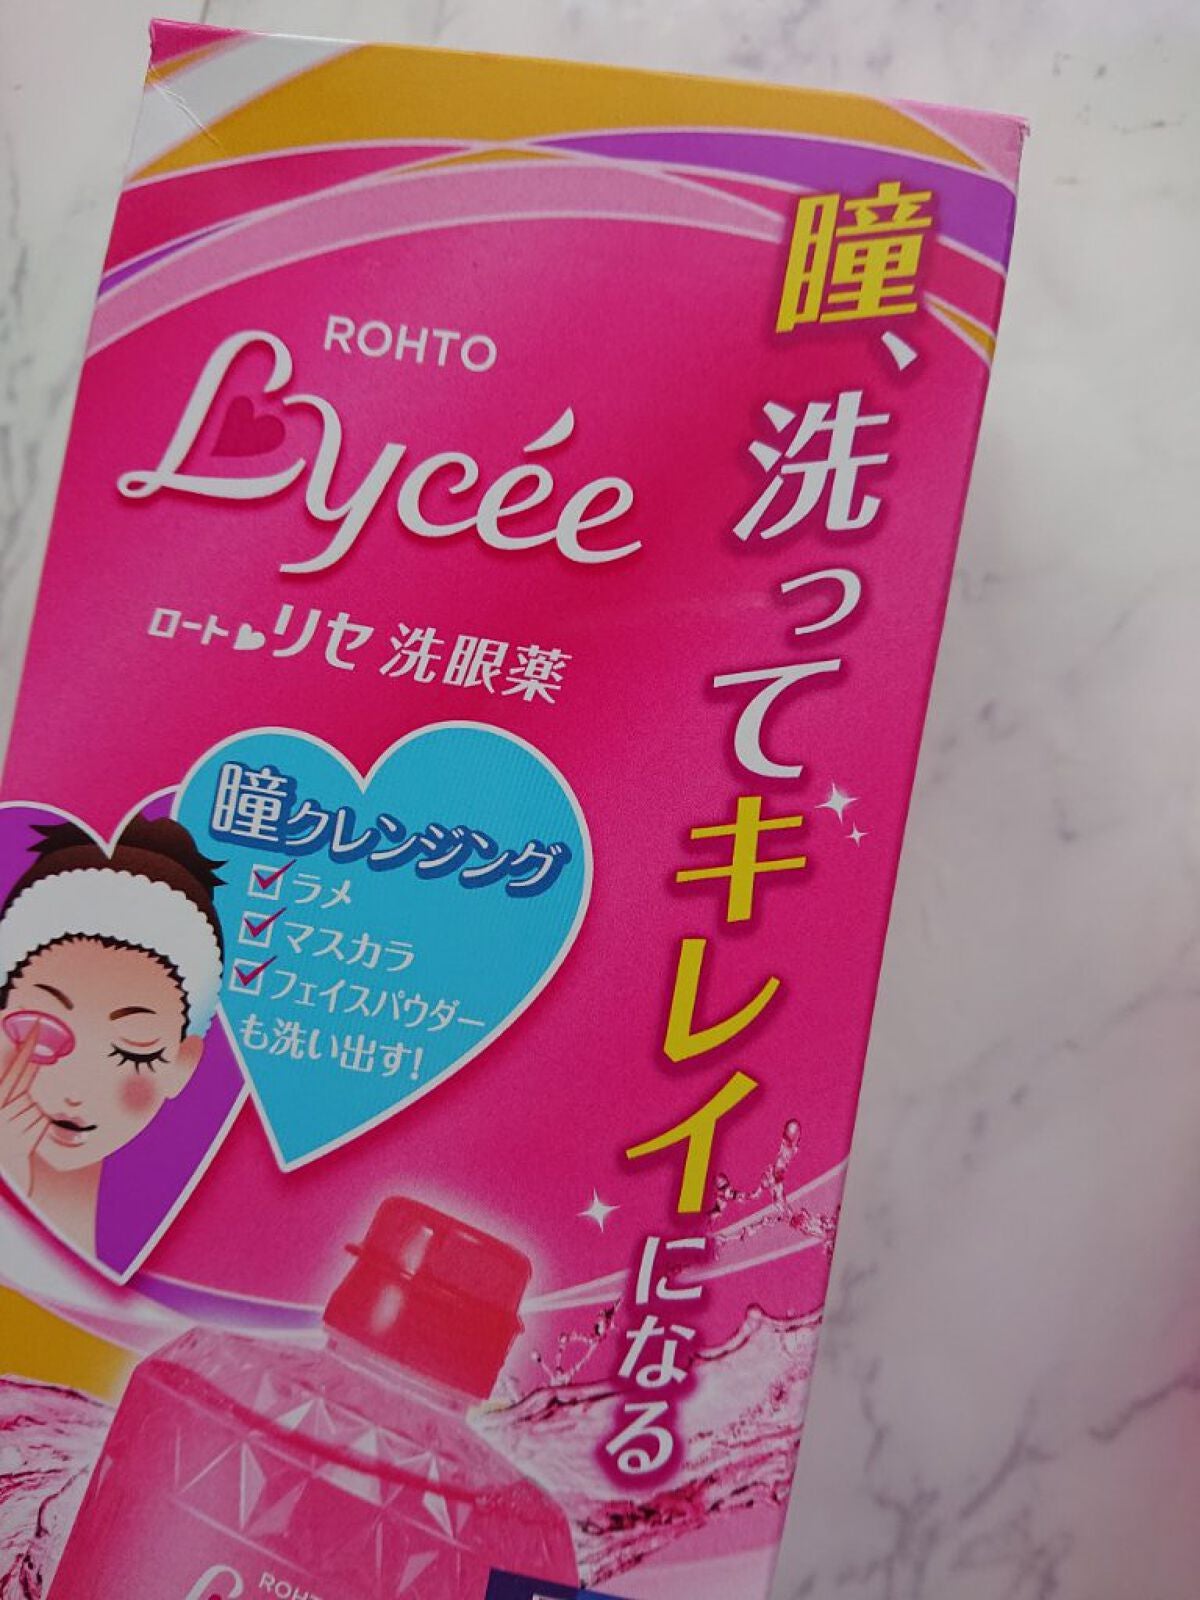 ROHTO
Lycée
ロートリセ 洗眼薬
瞳、洗ってキレイになる
瞳クレンジング
ラメ
マスカラ
フェイスパウダー
も洗い出す!
ROHTO